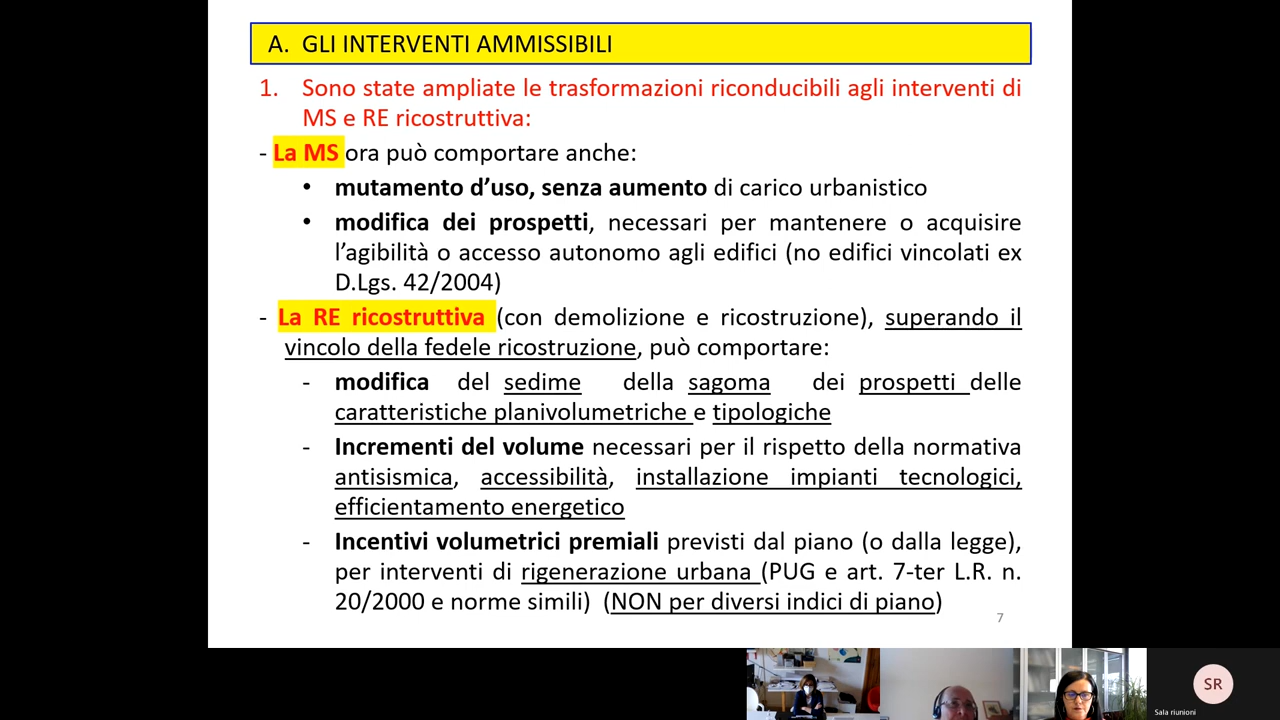 A. GLI INTERVENTI AMMISSIBILI
1. Sono state ampliate le trasformazioni riconducibili agli interventi di
MS e RE ricostruttiva:
- La MS ora può comportare anche:
• mutamento d’uso, senza aumento di carico urbanistico
• modifica dei prospetti, necessari per mantenere o acquisire
l’agibilità o accesso autonomo agli edifici (no edifici vincolati ex
D.Lgs. 42/2004)
- La RE ricostruttiva (con demolizione e ricostruzione), superando il
vincolo della fedele ricostruzione, può comportare:
- modifica del sedime della sagoma dei prospetti delle
caratteristiche planivolumetriche e tipologiche
- Incrementi del volume necessari per il rispetto della normativa
antisismica, accessibilità, installazione impianti tecnologici,
efficientamento energetico
- Incentivi volumetrici premiali previsti dal piano (o dalla legge),
per interventi di rigenerazione urbana (PUG e art. 7-ter L.R. n.
20/2000 e norme simili) (NON per diversi indici di piano)
7
SR
Sala riunioni